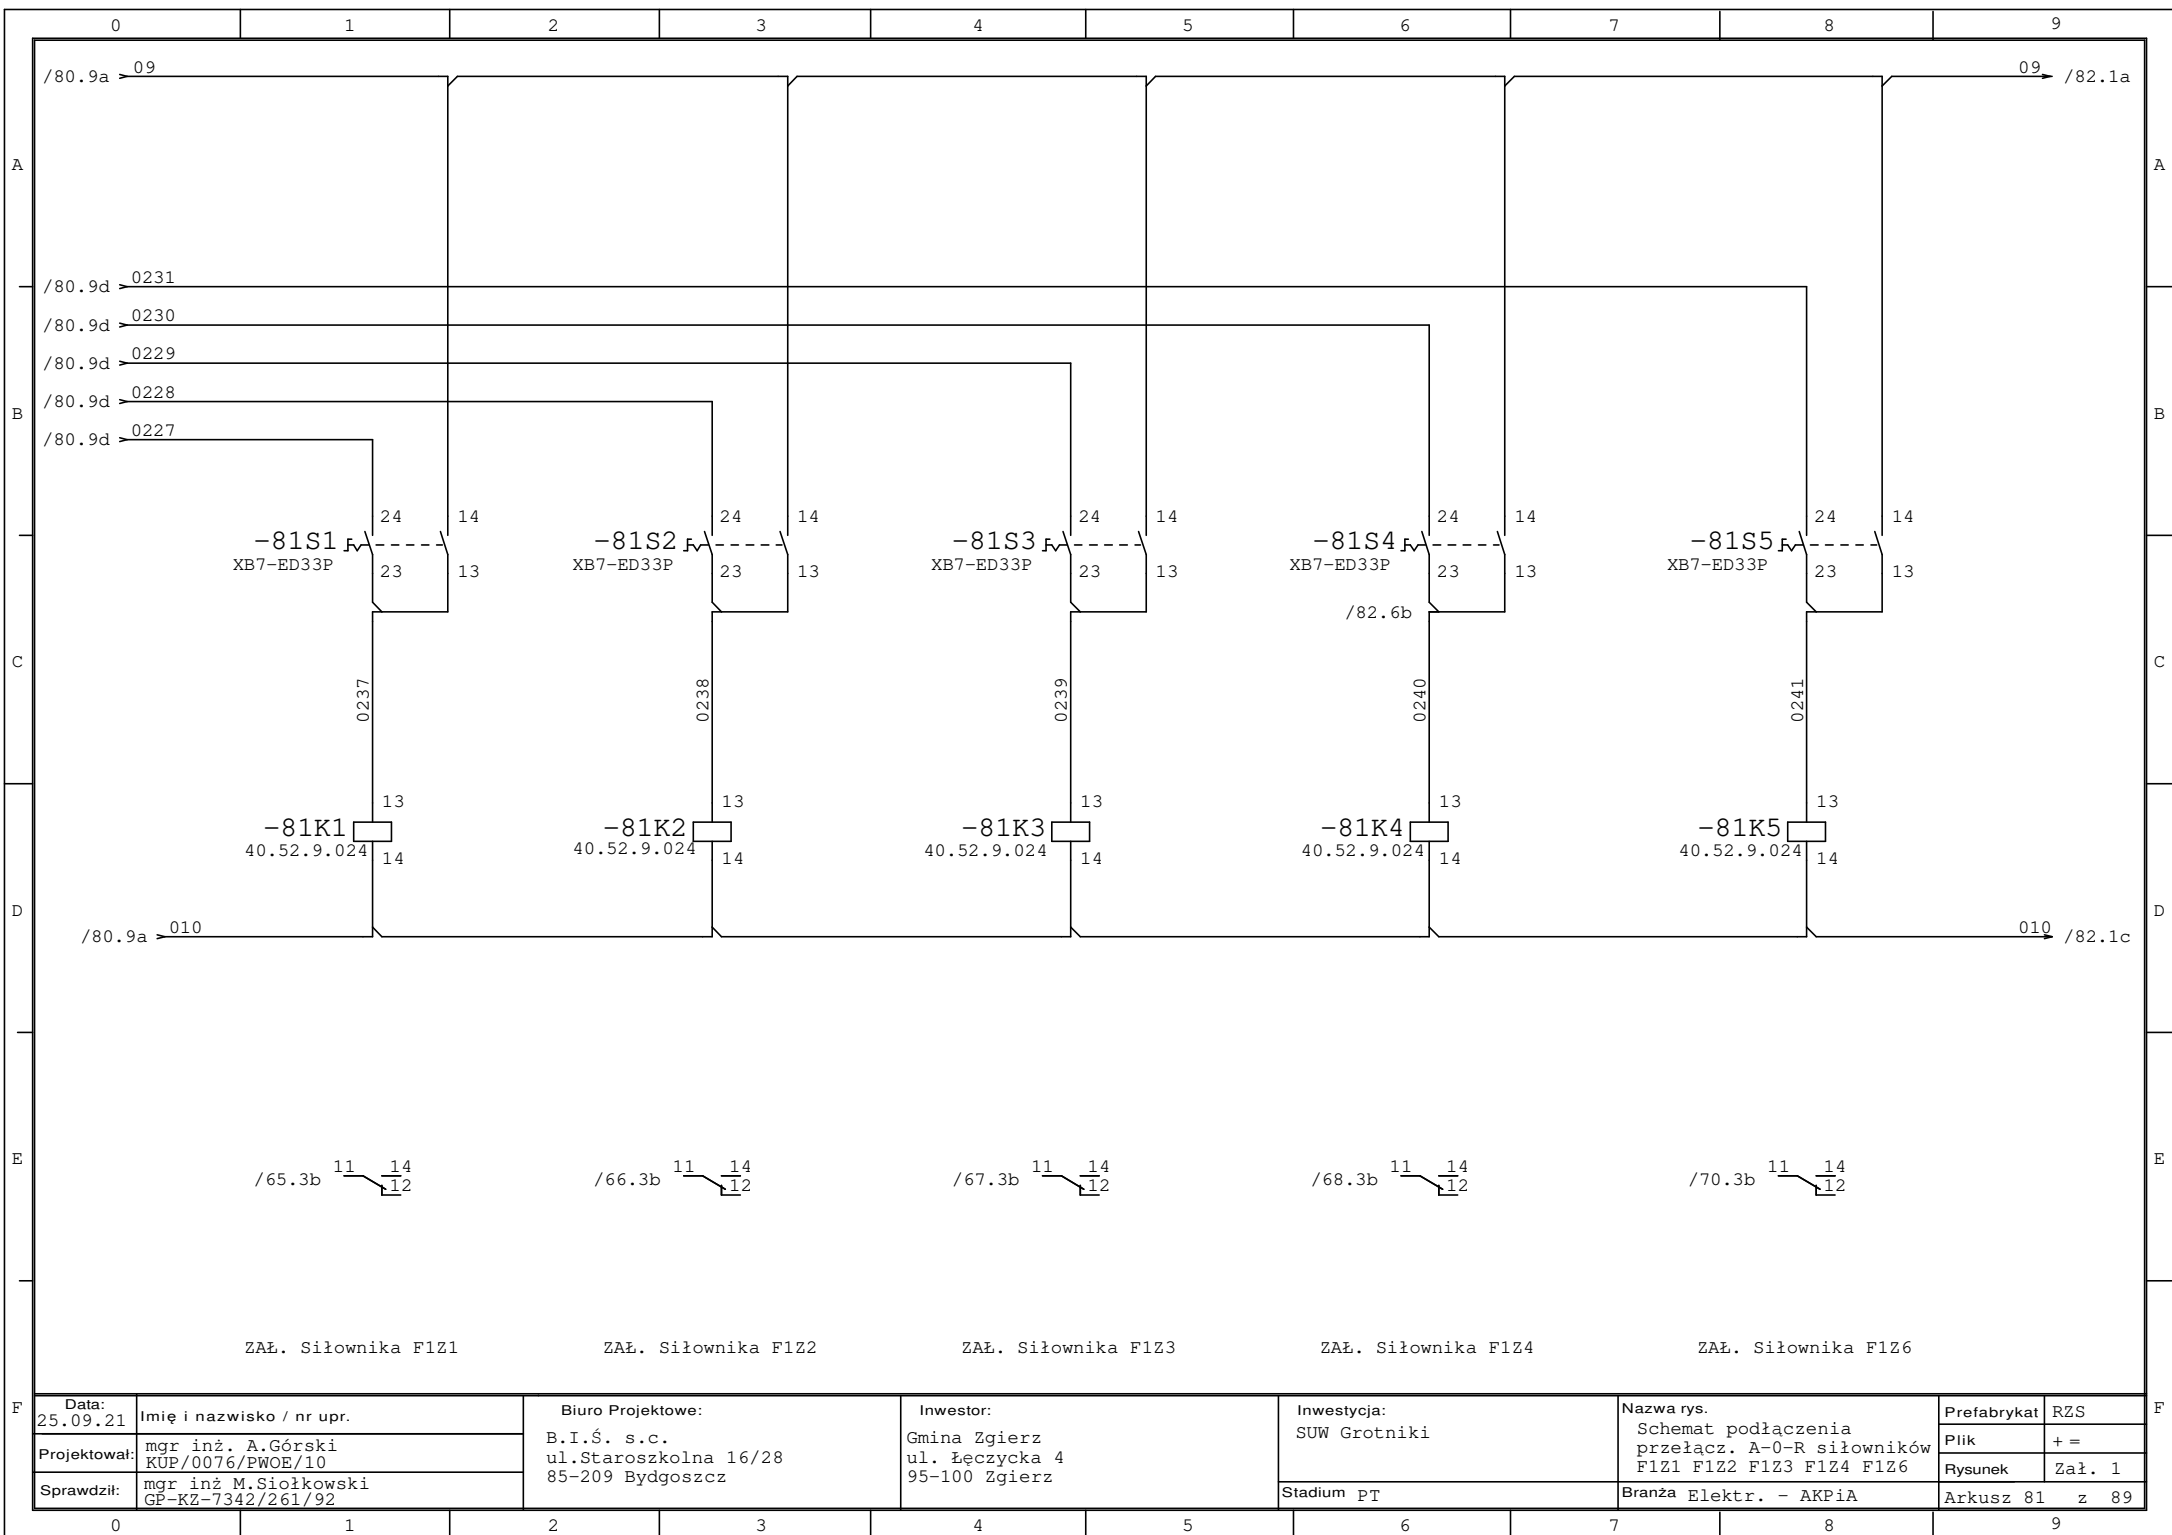 0 1 2 3 4 5 6 7 8 9
/80.9a 09 09 /82.1a
A A
/80.9d 0231
/80.9d 0230
/80.9d 0229
/80.9d 0228
B B
/80.9d 0227
24 14 24 14 24 14 24 14 24 14
-81S1 -81S2 -81S3 -81S4 -81S5
XB7-ED33P XB7-ED33P XB7-ED33P XB7-ED33P XB7-ED33P
23 13 23 13 23 13 23 13 23 13
/82.6b
C C
0237 0238 0239 0240 0241
13 13 13 13 13
-81K1 -81K2 -81K3 -81K4 -81K5
40.52.9.024 40.52.9.024 40.52.9.024 40.52.9.024 40.52.9.024
14 14 14 14 14
D D
/80.9a 010 010 /82.1c
E E
/65.3b 11 14 12 /66.3b 11 14 12 /67.3b 11 14 12 /68.3b 11 14 12 /70.3b 11 14 12
ZAŁ. Siłownika F1Z1 ZAŁ. Siłownika F1Z2 ZAŁ. Siłownika F1Z3 ZAŁ. Siłownika F1Z4 ZAŁ. Siłownika F1Z6
F F
Data:
25.09.21
Imię i nazwisko / nr upr.
Projektował:
mgr inż. A.Górski
KUP/0076/PWOE/10
Sprawdził:
mgr inż M.Siołkowski
GP-KZ-7342/261/92
Biuro Projektowe:
B.I.Ś. s.c.
ul.Staroszkolna 16/28
85-209 Bydgoszcz
Inwestor:
Gmina Zgierz
ul. Łęczycka 4
95-100 Zgierz
Inwestycja:
SUW Grotniki
Stadium PT
Nazwa rys.
Schemat podłączenia
przełącz. A-0-R siłowników
F1Z1 F1Z2 F1Z3 F1Z4 F1Z6
Branża Elektr. - AKPiA
Prefabrykat RZS
Plik + =
Rysunek Zał. 1
Arkusz 81 z 89
0 1 2 3 4 5 6 7 8 9